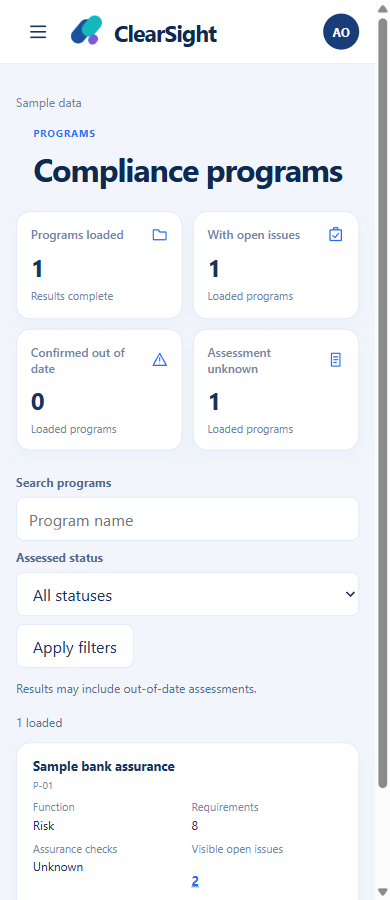 ClearSight
AO
Sample data
PROGRAMS
Compliance programs
Programs loaded
1
Results complete
With open issues
1
Loaded programs
Confirmed out of
date
0
Loaded programs
Assessment
unknown
1
Loaded programs
Search programs
Program name
Assessed status
All statuses
Apply filters
Results may include out-of-date assessments.
1 loaded
Sample bank assurance
P-01
Function
Risk
Requirements
8
Assurance checks
Unknown
Visible open issues
2